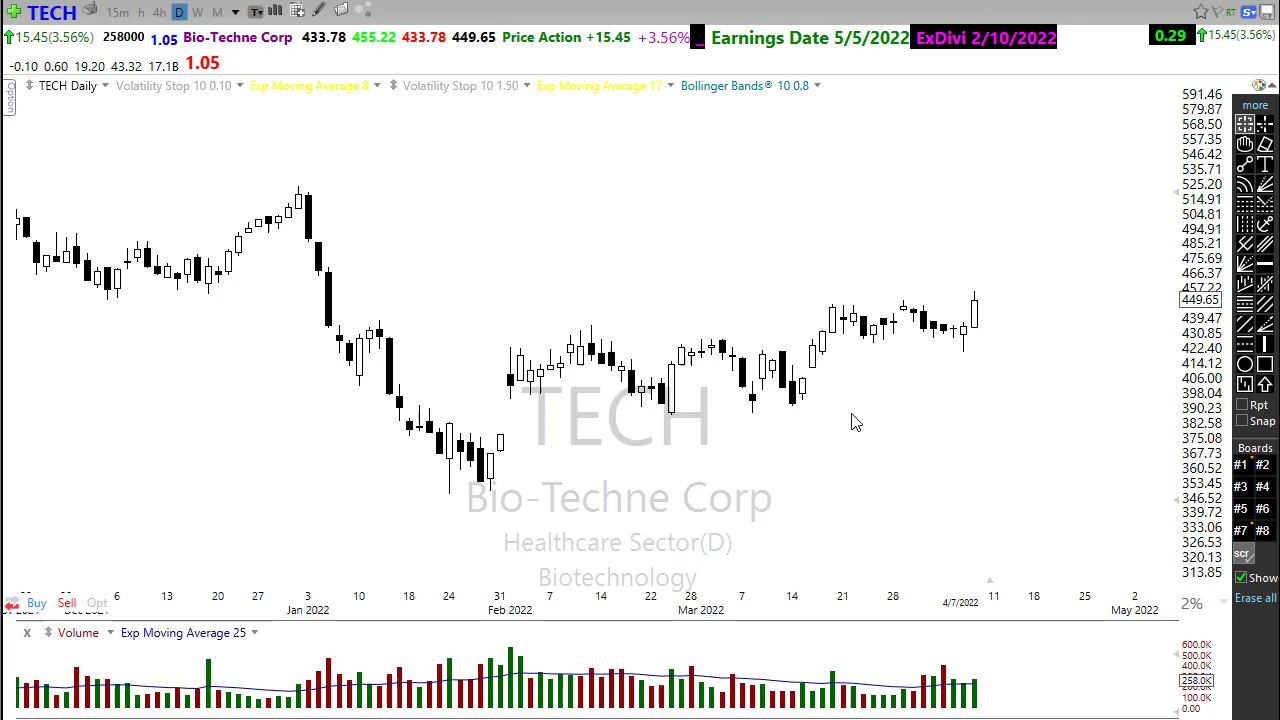 TECH 15m h 4h D W M T
15.45(3.56%) 258000 1.05 Bio-Techne Corp 433.78 455.22 433.78 449.65 Price Action +15.45 +3.56% Earnings Date 5/5/2022 ExDivi 2/10/2022 0.29 15.45(3.56%)
RT S
-0.10 0.60 19.20 43.32 17.1B 1.05
Option
TECH Daily Volatility Stop 10 0.10 Exp Moving Average 8 Volatility Stop 10 1.50 Exp Moving Average 17 Bollinger Bands® 10 0.8
591.46
579.87
568.50
557.35
546.42
535.71
525.20
514.91
504.81
494.91
485.21
475.69
466.37
457.22
449.65
439.47
430.85
422.40
414.12
406.00
398.04
390.23
382.58
375.08
367.73
360.52
353.45
346.52
339.72
333.06
326.53
320.13
313.85
more
Rpt
Snap
Boards
#1 #2
#3 #4
#5 #6
#7 #8
scr
Show
Erase all
TECH
Bio-Techne Corp
Healthcare Sector(D)
Biotechnology
Buy Sell Opt
6 13 20 27 3 10 18 24 31 7 14 22 28 7 14 21 28 4/7/2022 11 18 25 2
Jan 2022 Feb 2022 Mar 2022 May 2022
2%
x Volume Exp Moving Average 25
600.0K
500.0K
400.0K
300.0K
258.0K
100.0K
0.00